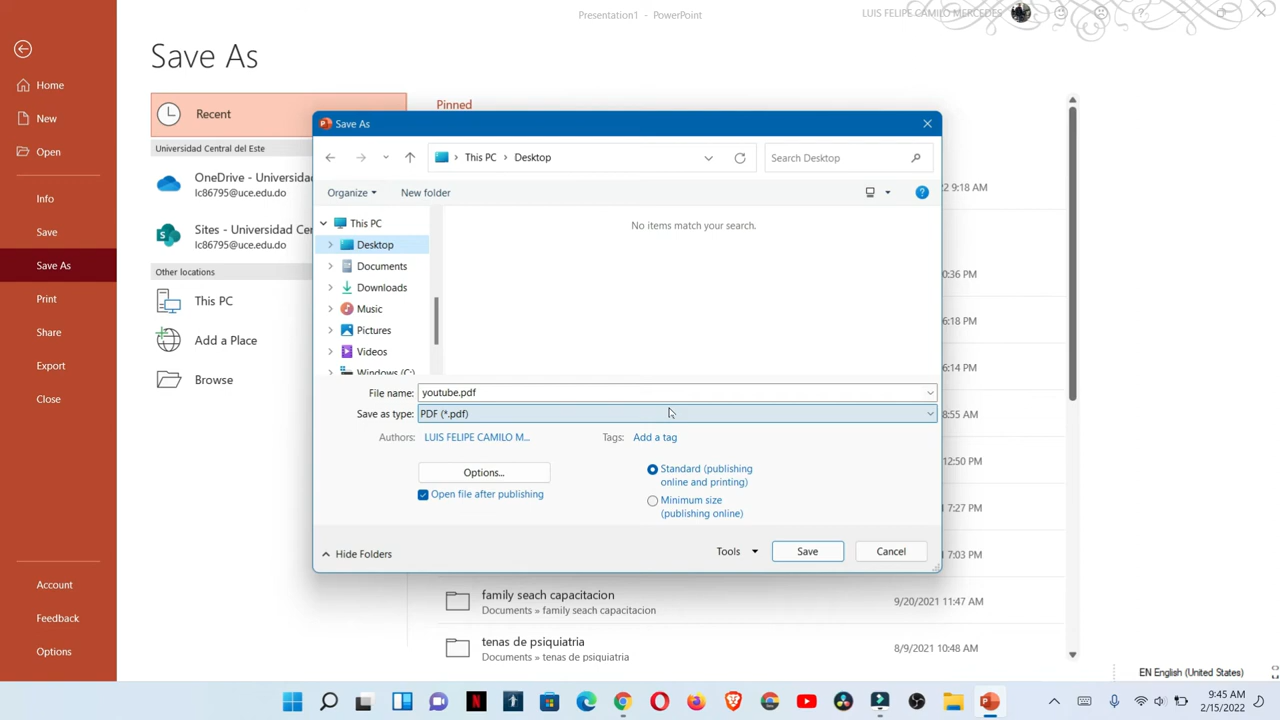 Presentation1 - PowerPoint
LUIS FELIPE CAMILO MERCEDES
?
Save As
Home
New
Open
Info
Save
Save As
Print
Share
Export
Close
Account
Feedback
Options
Recent
Universidad Central del Este
OneDrive - Universida
lc86795@uce.edu.do
Sites - Universidad Cer
lc86795@uce.edu.do
Other locations
This PC
Add a Place
Browse
Pinned
Save As
This PC > Desktop
Search Desktop
Organize
New folder
?
This PC
Desktop
Documents
Downloads
Music
Pictures
Videos
Windows (C:)
No items match your search.
File name: youtube.pdf
Save as type: PDF (*.pdf)
Authors: LUIS FELIPE CAMILO M...
Tags: Add a tag
Options...
Open file after publishing
Standard (publishing
online and printing)
Minimum size
(publishing online)
Hide Folders
Tools
Save
Cancel
22 9:18 AM
0:36 PM
6:18 PM
6:14 PM
8:55 AM
12:50 PM
1 7:27 PM
1 7:03 PM
family seach capacitacion
Documents » family seach capacitacion
9/20/2021 11:47 AM
tenas de psiquiatria
Documents » tenas de psiquiatria
8/9/2021 10:48 AM
EN English (United States)
9:45 AM
2/15/2022